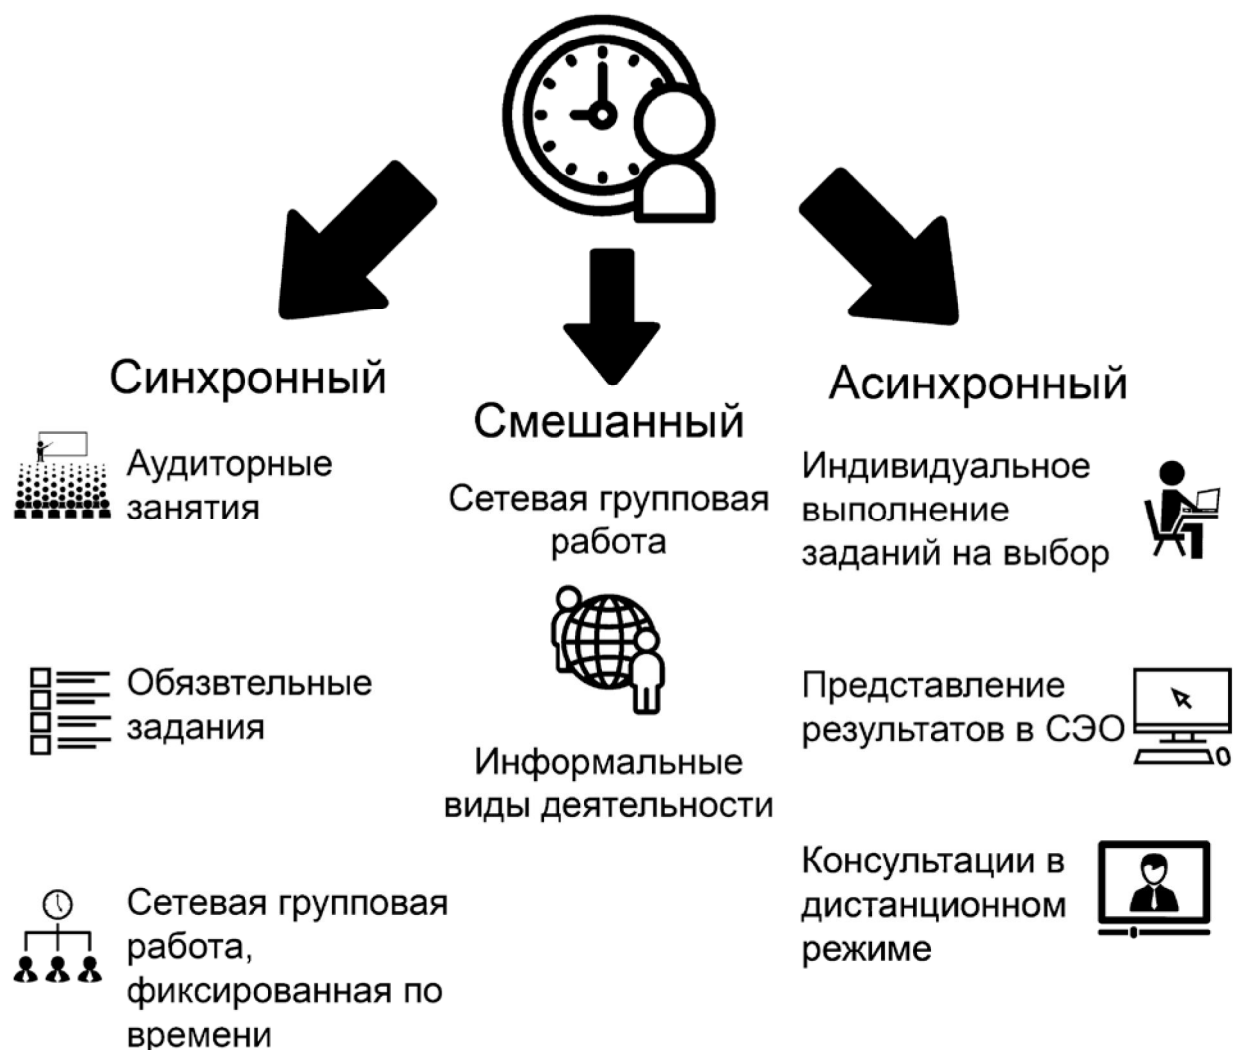 Синхронный
Аудиторные
занятия
Обязвтельные
задания
Сетевая групповая
работа,
фиксированная по
времени
Смешанный
Сетевая групповая
работа
Информальные
виды деятельности
Асинхронный
Индивидуальное
выполнение
заданий на выбор
Представление
результатов в СЭО
Консультации в
дистанционном
режиме